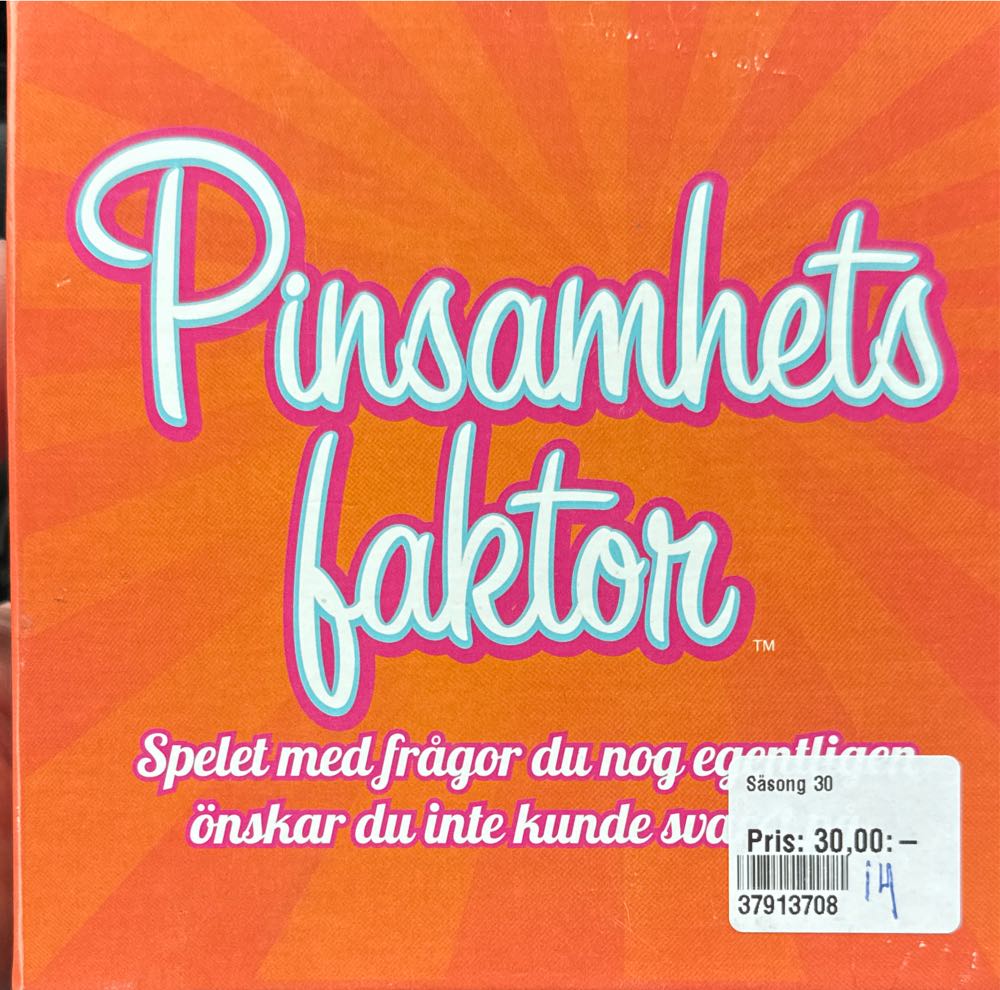 Pinsamhets
faktor
TM
Spelet med frågor du nog egentligen
önskar du inte kunde
Säsong 30
Pris: 30,00:–
37913708
14